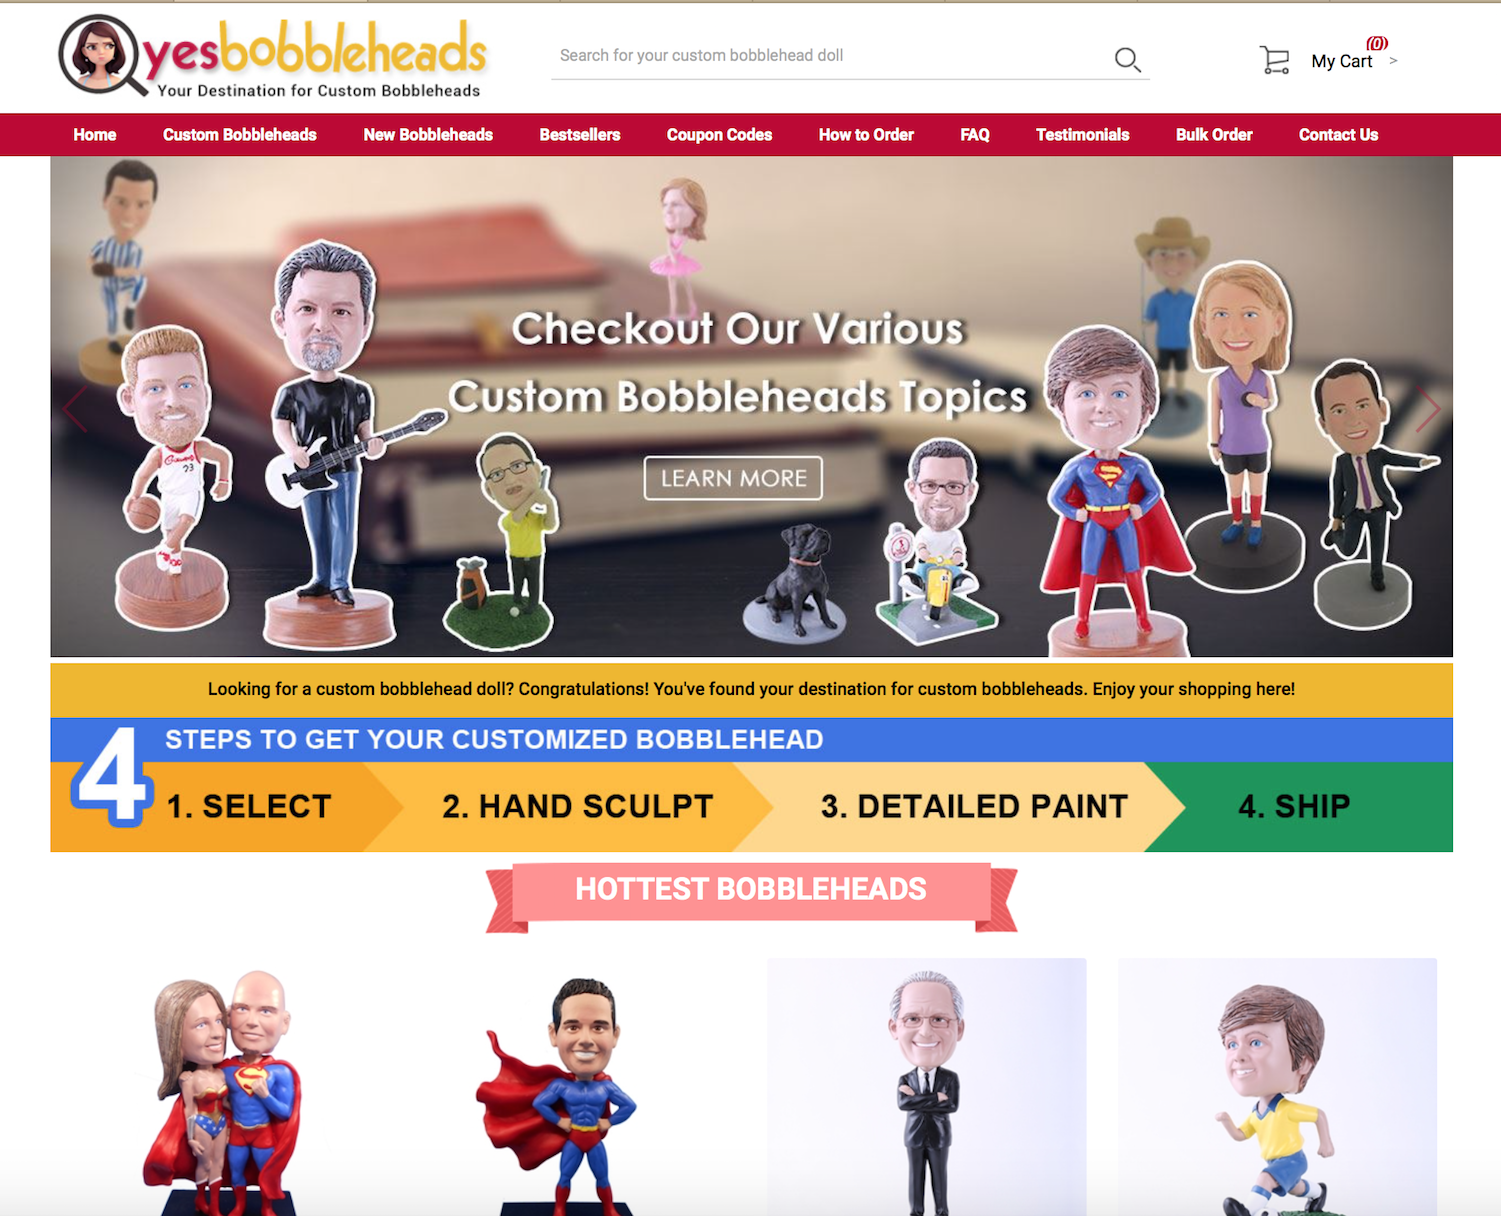 yesbobbleheads
Your Destination for Custom Bobbleheads
Search for your custom bobblehead doll
(0)
My Cart >
Home Custom Bobbleheads New Bobbleheads Bestsellers Coupon Codes How to Order FAQ Testimonials Bulk Order Contact Us
Checkout Our Various
Custom Bobbleheads Topics
LEARN MORE
23
Looking for a custom bobblehead doll? Congratulations! You've found your destination for custom bobbleheads. Enjoy your shopping here!
4 STEPS TO GET YOUR CUSTOMIZED BOBBLEHEAD
1. SELECT 2. HAND SCULPT 3. DETAILED PAINT 4. SHIP
HOTTEST BOBBLEHEADS